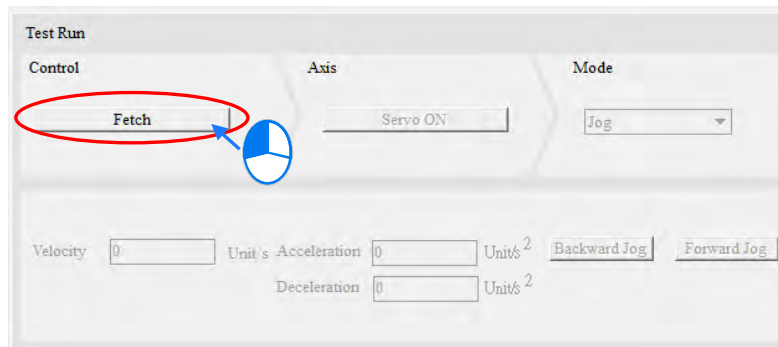 Test Run
Control Axis Mode
Fetch Servo ON Jog
Velocity 0 Unit/s Acceleration 0 Unit/s 2 Backward Jog Forward Jog
Deceleration 0 Unit/s 2